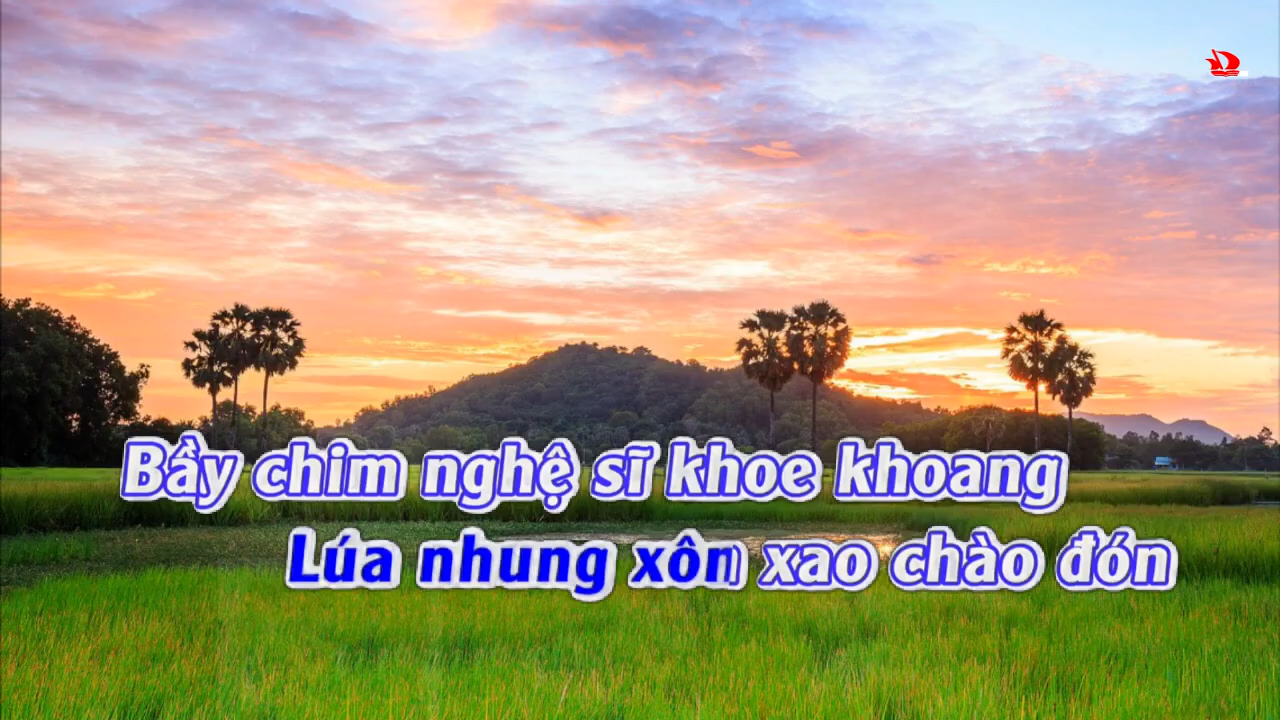 Bầy chim nghệ sĩ khoe khoang
Lúa nhung xôn xao chào đón